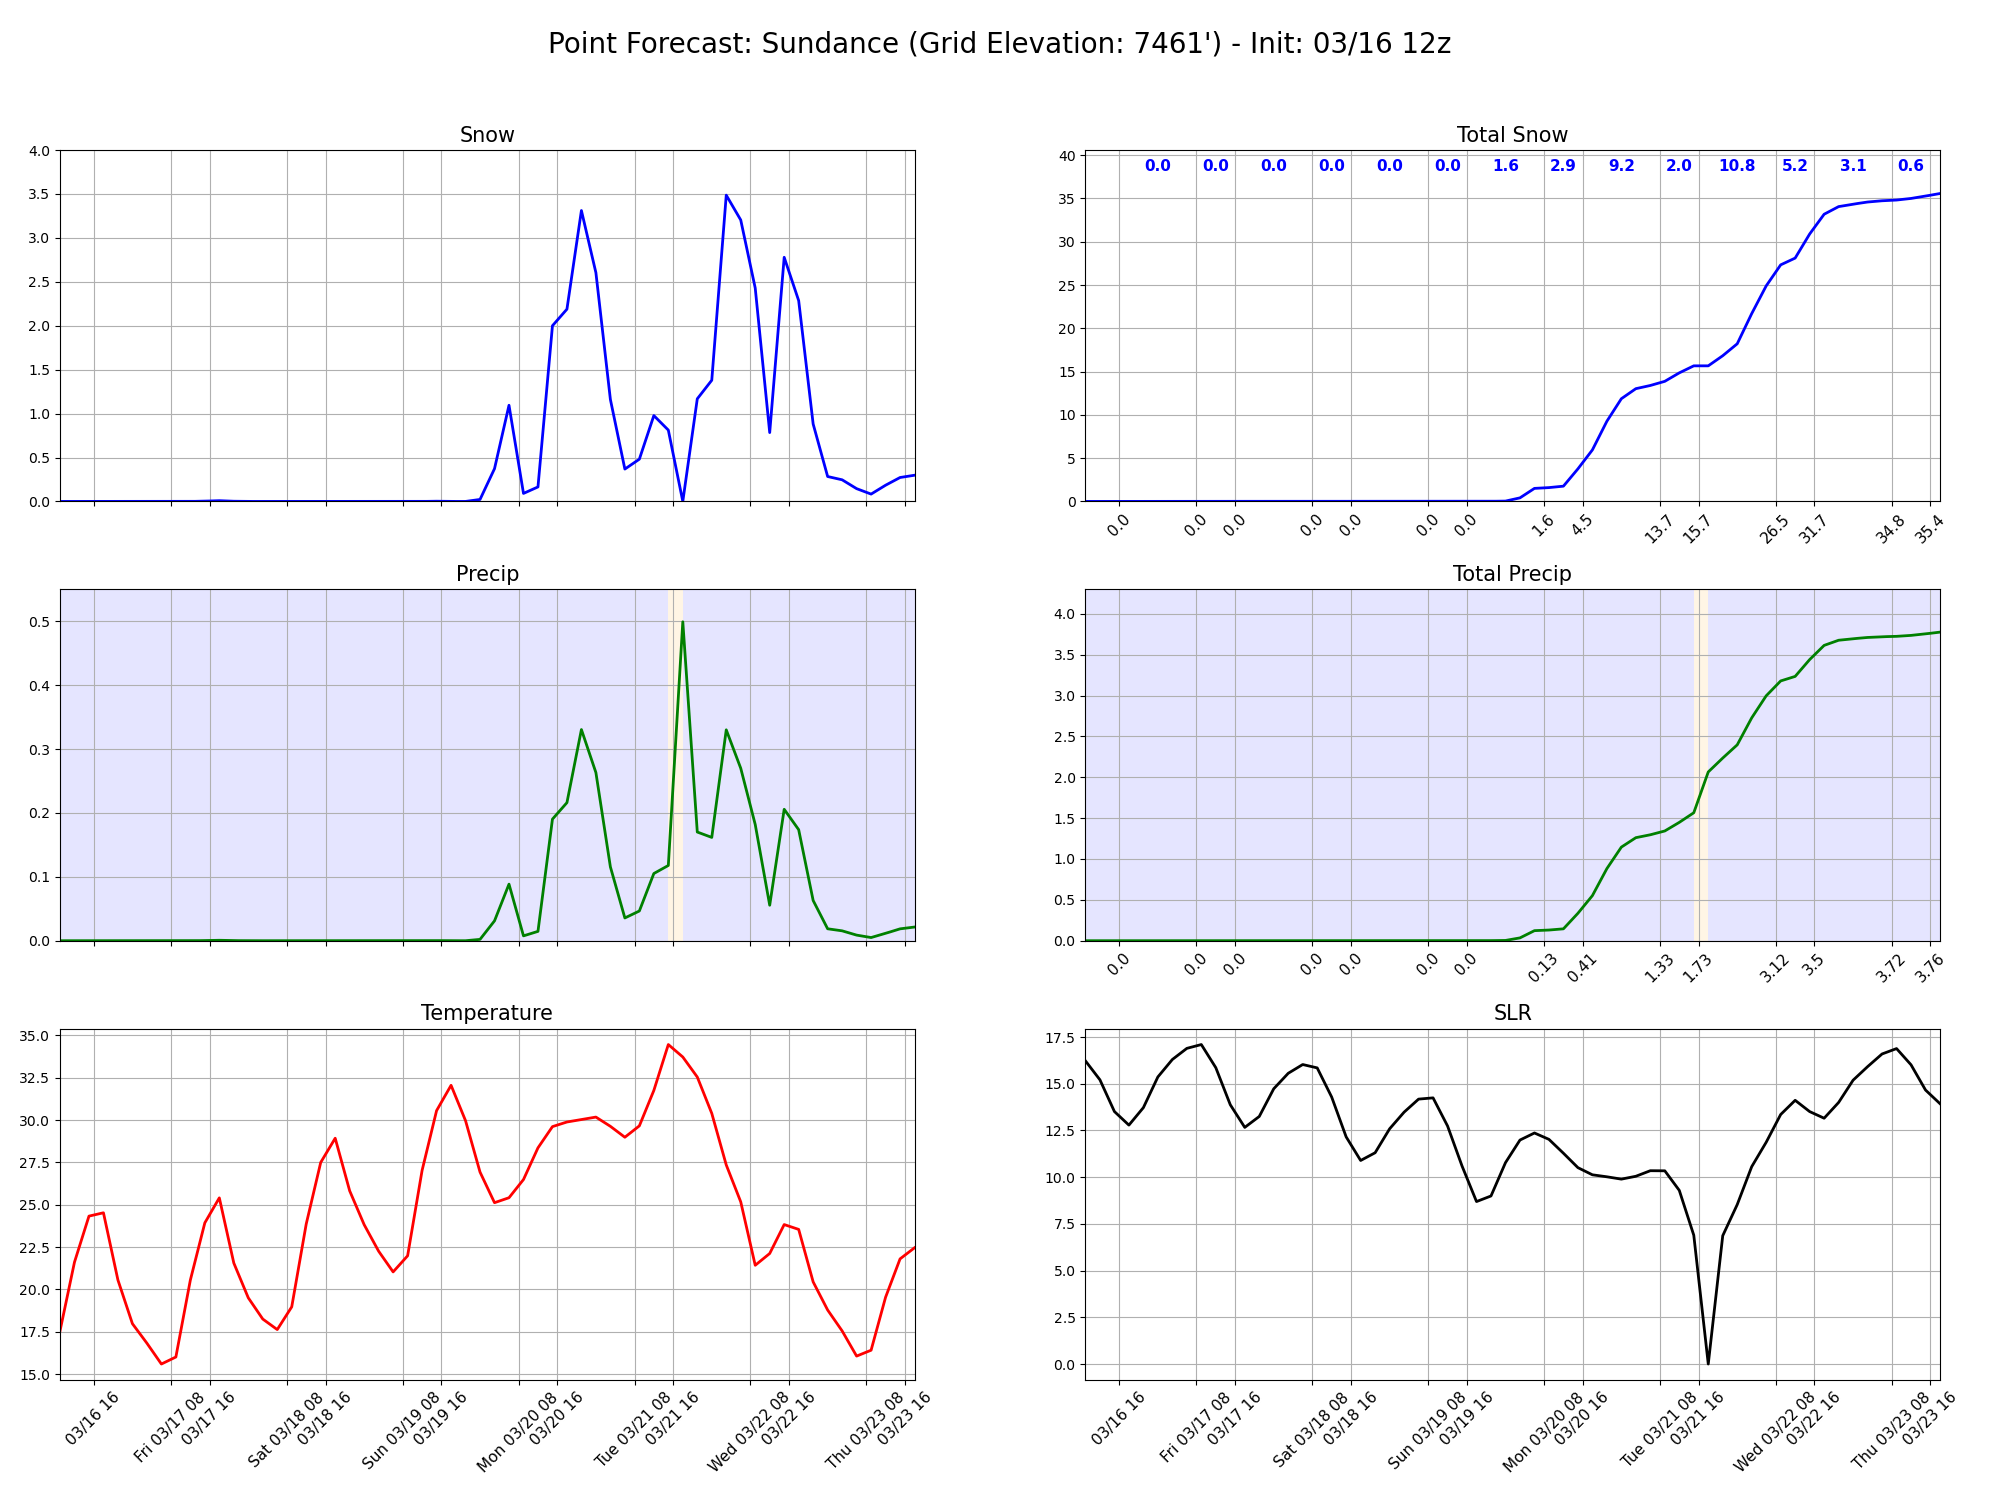 Point Forecast: Sundance (Grid Elevation: 7461') - Init: 03/16 12z
Snow
4.0
3.5
3.0
2.5
2.0
1.5
1.0
0.5
0.0
Total Snow
40
35
30
25
20
15
10
5
0
0.0 0.0 0.0 0.0 0.0 0.0 1.6 2.9 9.2 2.0 10.8 5.2 3.1 0.6
0.0 0.0 0.0 0.0 0.0 0.0 0.0 1.6 4.5 13.7 15.7 26.5 31.7 34.8 35.4
Precip
0.5
0.4
0.3
0.2
0.1
0.0
Total Precip
4.0
3.5
3.0
2.5
2.0
1.5
1.0
0.5
0.0
0.0 0.0 0.0 0.0 0.0 0.0 0.0 0.13 0.41 1.33 1.73 3.12 3.5 3.72 3.76
Temperature
35.0
32.5
30.0
27.5
25.0
22.5
20.0
17.5
15.0
03/16 16
Fri 03/17 08
03/17 16
Sat 03/18 08
03/18 16
Sun 03/19 08
03/19 16
Mon 03/20 08
03/20 16
Tue 03/21 08
03/21 16
Wed 03/22 08
03/22 16
Thu 03/23 08
03/23 16
SLR
17.5
15.0
12.5
10.0
7.5
5.0
2.5
0.0
03/16 16
Fri 03/17 08
03/17 16
Sat 03/18 08
03/18 16
Sun 03/19 08
03/19 16
Mon 03/20 08
03/20 16
Tue 03/21 08
03/21 16
Wed 03/22 08
03/22 16
Thu 03/23 08
03/23 16